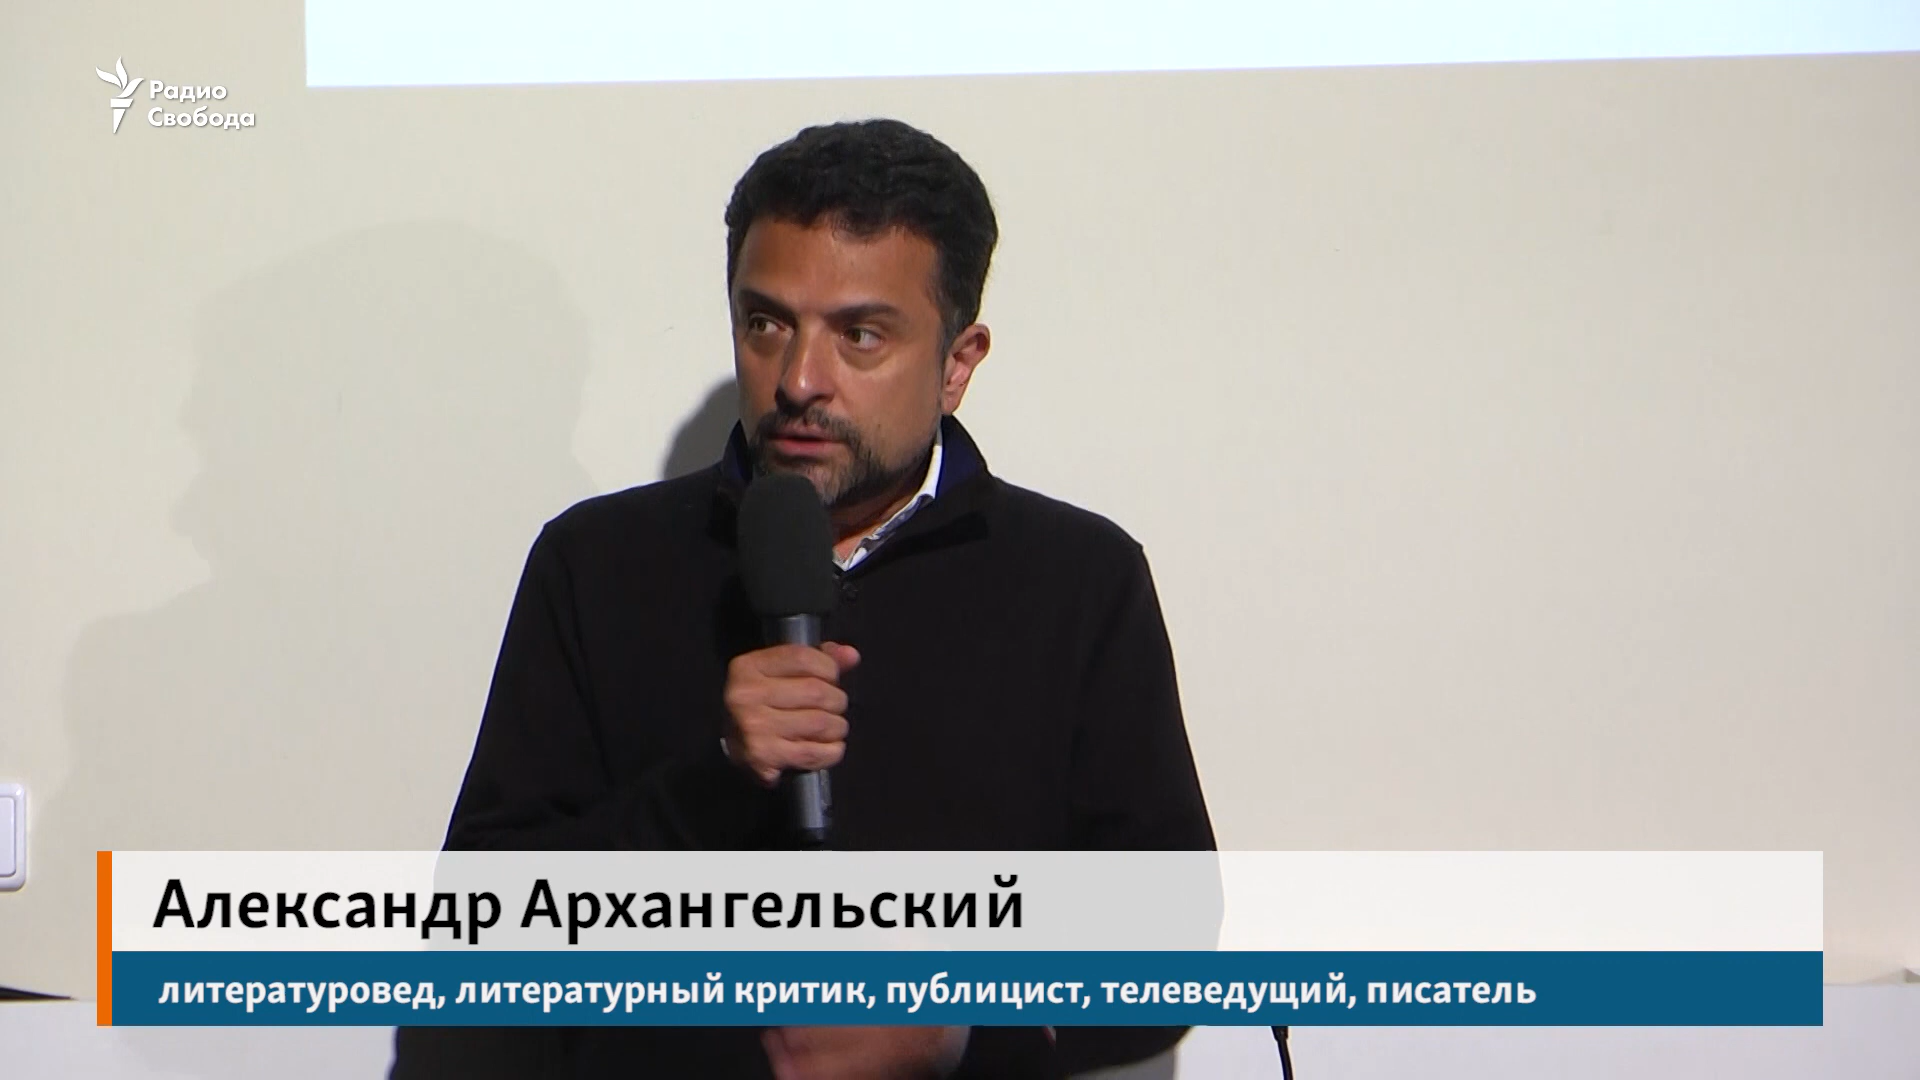 Радио
Свобода
Александр Архангельский
литературовед, литературный критик, публицист, телеведущий, писатель